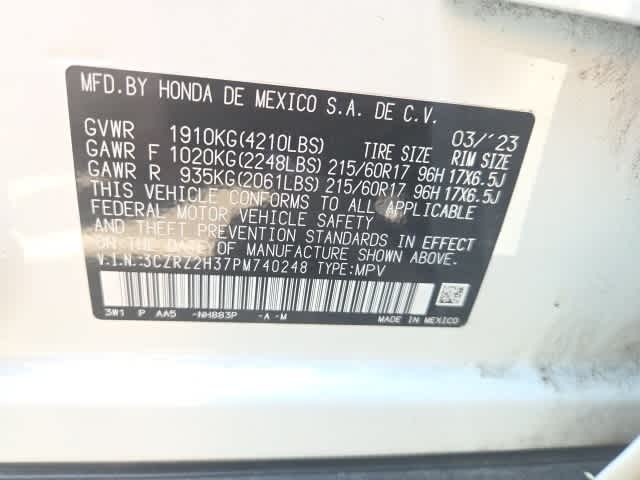 MFD.BY HONDA DE MEXICO S.A. DE C.V.
03/'23
GVWR 1910KG(4210LBS) TIRE SIZE RIM SIZE
GAWR F 1020KG(2248LBS) 215/60R17 96H 17X6.5J
GAWR R 935KG(2061LBS) 215/60R17 96H 17X6.5J
THIS VEHICLE CONFORMS TO ALL APPLICABLE
FEDERAL MOTOR VEHICLE SAFETY
AND THEFT PREVENTION STANDARDS IN EFFECT
ON THE DATE OF MANUFACTURE SHOWN ABOVE.
V.I.N.:3CZRZ2H37PM740248 TYPE:MPV
3W1 P AA5 -NH883P -A-M MADE IN MEXICO